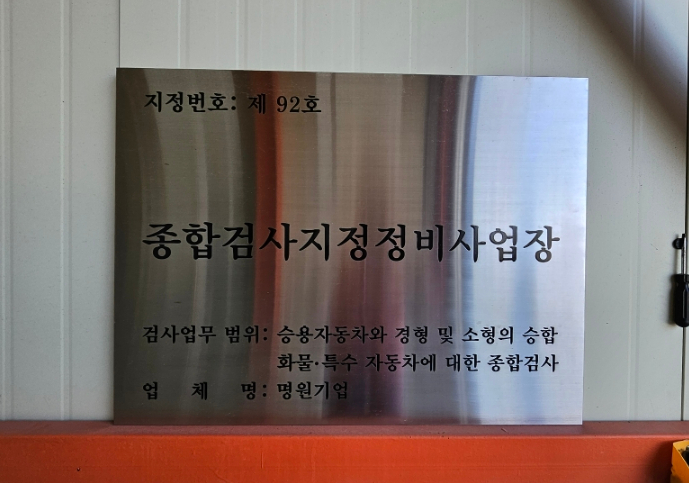 지정번호: 제 92호
종합검사지정정비사업장
검사업무 범위: 승용자동차와 경형 및 소형의 승합
화물·특수 자동차에 대한 종합검사
업 체 명: 명원기업